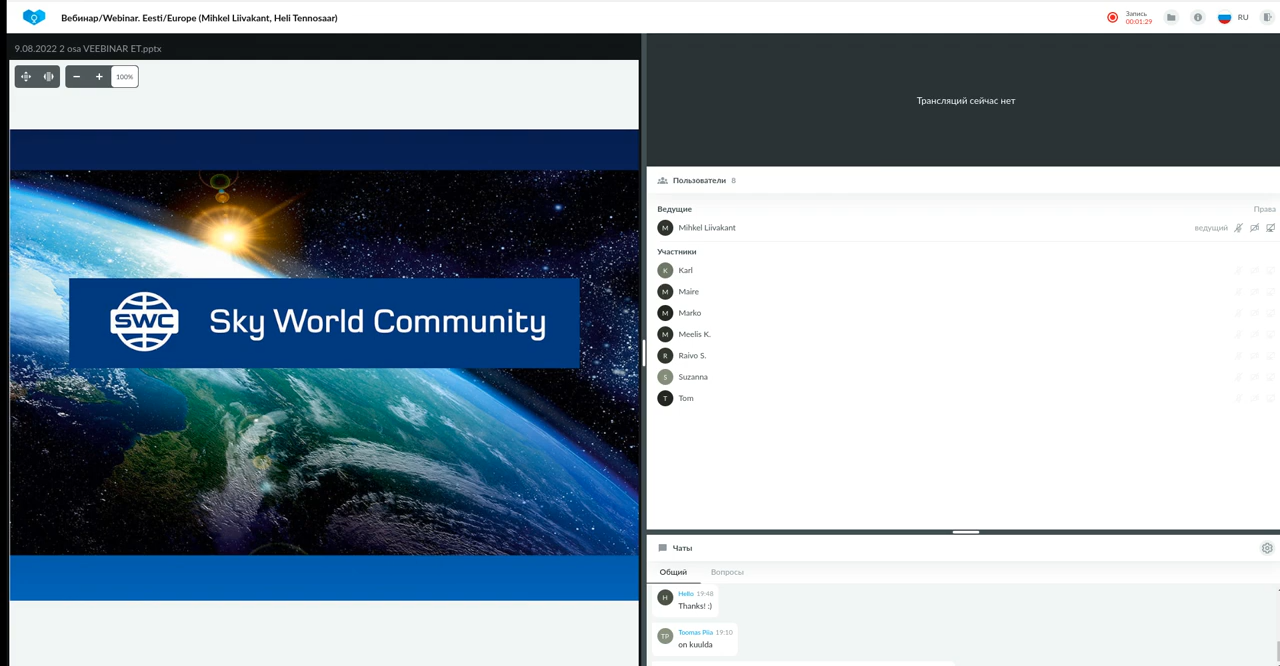 Вебинар/Webinar. Eesti/Europe (Mihkel Liivakant, Heli Tennosaar)
Запись
00:01:29
RU
9.08.2022 2 osa VEEBINAR ET.pptx
100%
SWC
Sky World Community
Трансляций сейчас нет
Пользователи 8
Ведущие Права
M Mihkel Liivakant ведущий
Участники
K Karl
M Maire
M Marko
M Meelis K.
R Raivo S.
S Suzanna
T Tom
Чаты
Общий Вопросы
H Hello 19:48
Thanks! :)
TP Toomas Piia 19:10
on kuulda